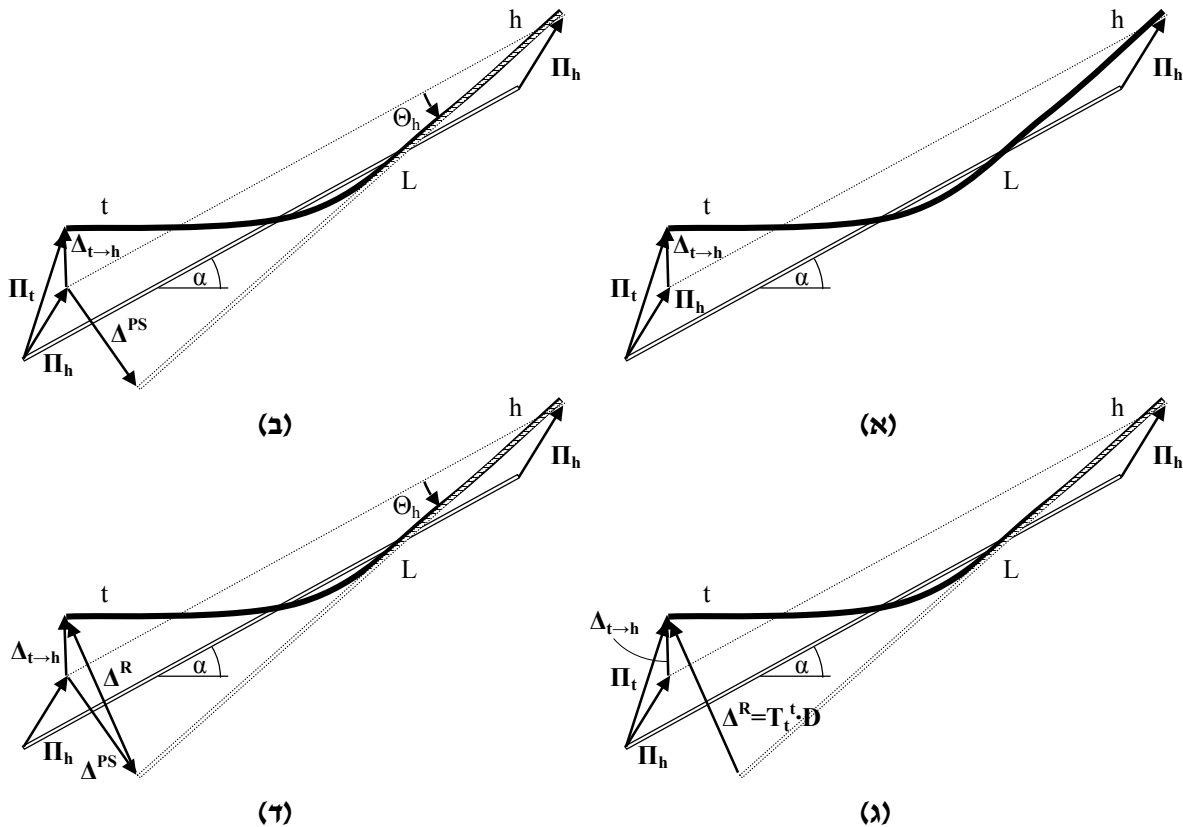 h
Π_h
L
t
Δ_t→h
α
Π_t
Π_h
(א)
h
Π_h
Θ_h
L
t
Δ_t→h
α
Π_t
Δ^PS
Π_h
(ב)
h
Π_h
L
t
Δ_t→h
α
Π_t
Δ^R=T_t^t·D
Π_h
(ג)
h
Π_h
Θ_h
L
t
Δ_t→h
α
Δ^R
Π_h
Δ^PS
(ד)